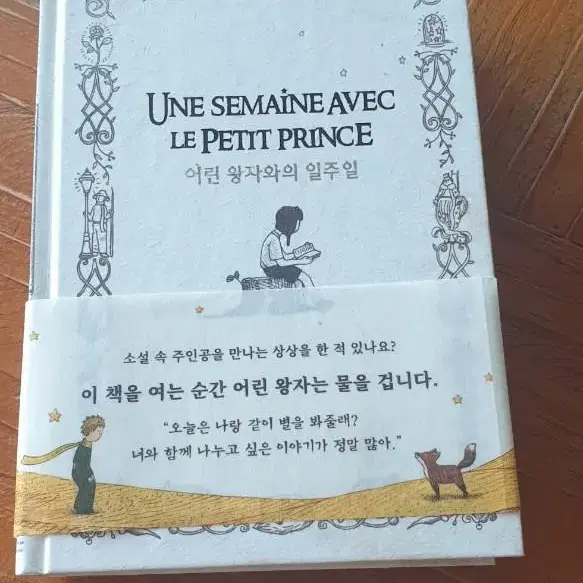 UNE SEMAINE AVEC
LE PETIT PRINCE
어린 왕자와의 일주일
소설 속 주인공을 만나는 상상을 한 적 있나요?
이 책을 여는 순간 어린 왕자는 물을 겁니다.
“오늘은 나랑 같이 별을 봐줄래?
너와 함께 나누고 싶은 이야기가 정말 많아.”